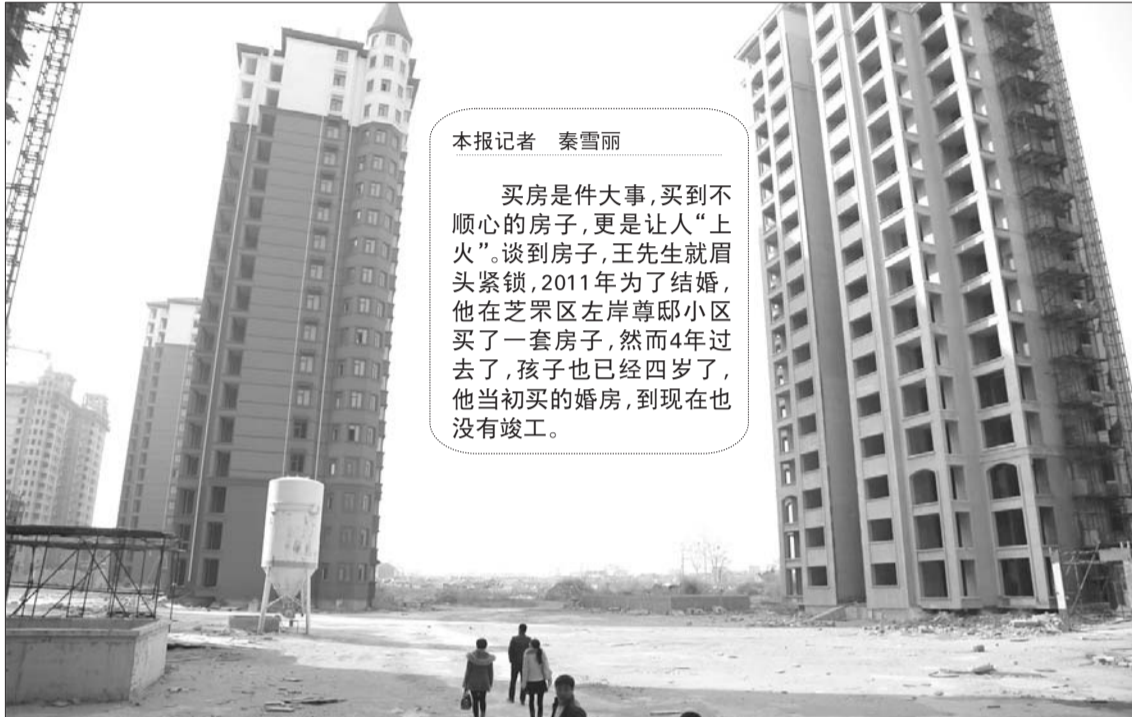 本报记者　秦雪丽
买房是件大事,买到不
顺心的房子,更是让人“上
火”。谈到房子,王先生就眉
头紧锁,2011年为了结婚,
他在芝罘区左岸尊邸小区
买了一套房子,然而4年过
去了,孩子也已经四岁了,
他当初买的婚房,到现在也
没有竣工。